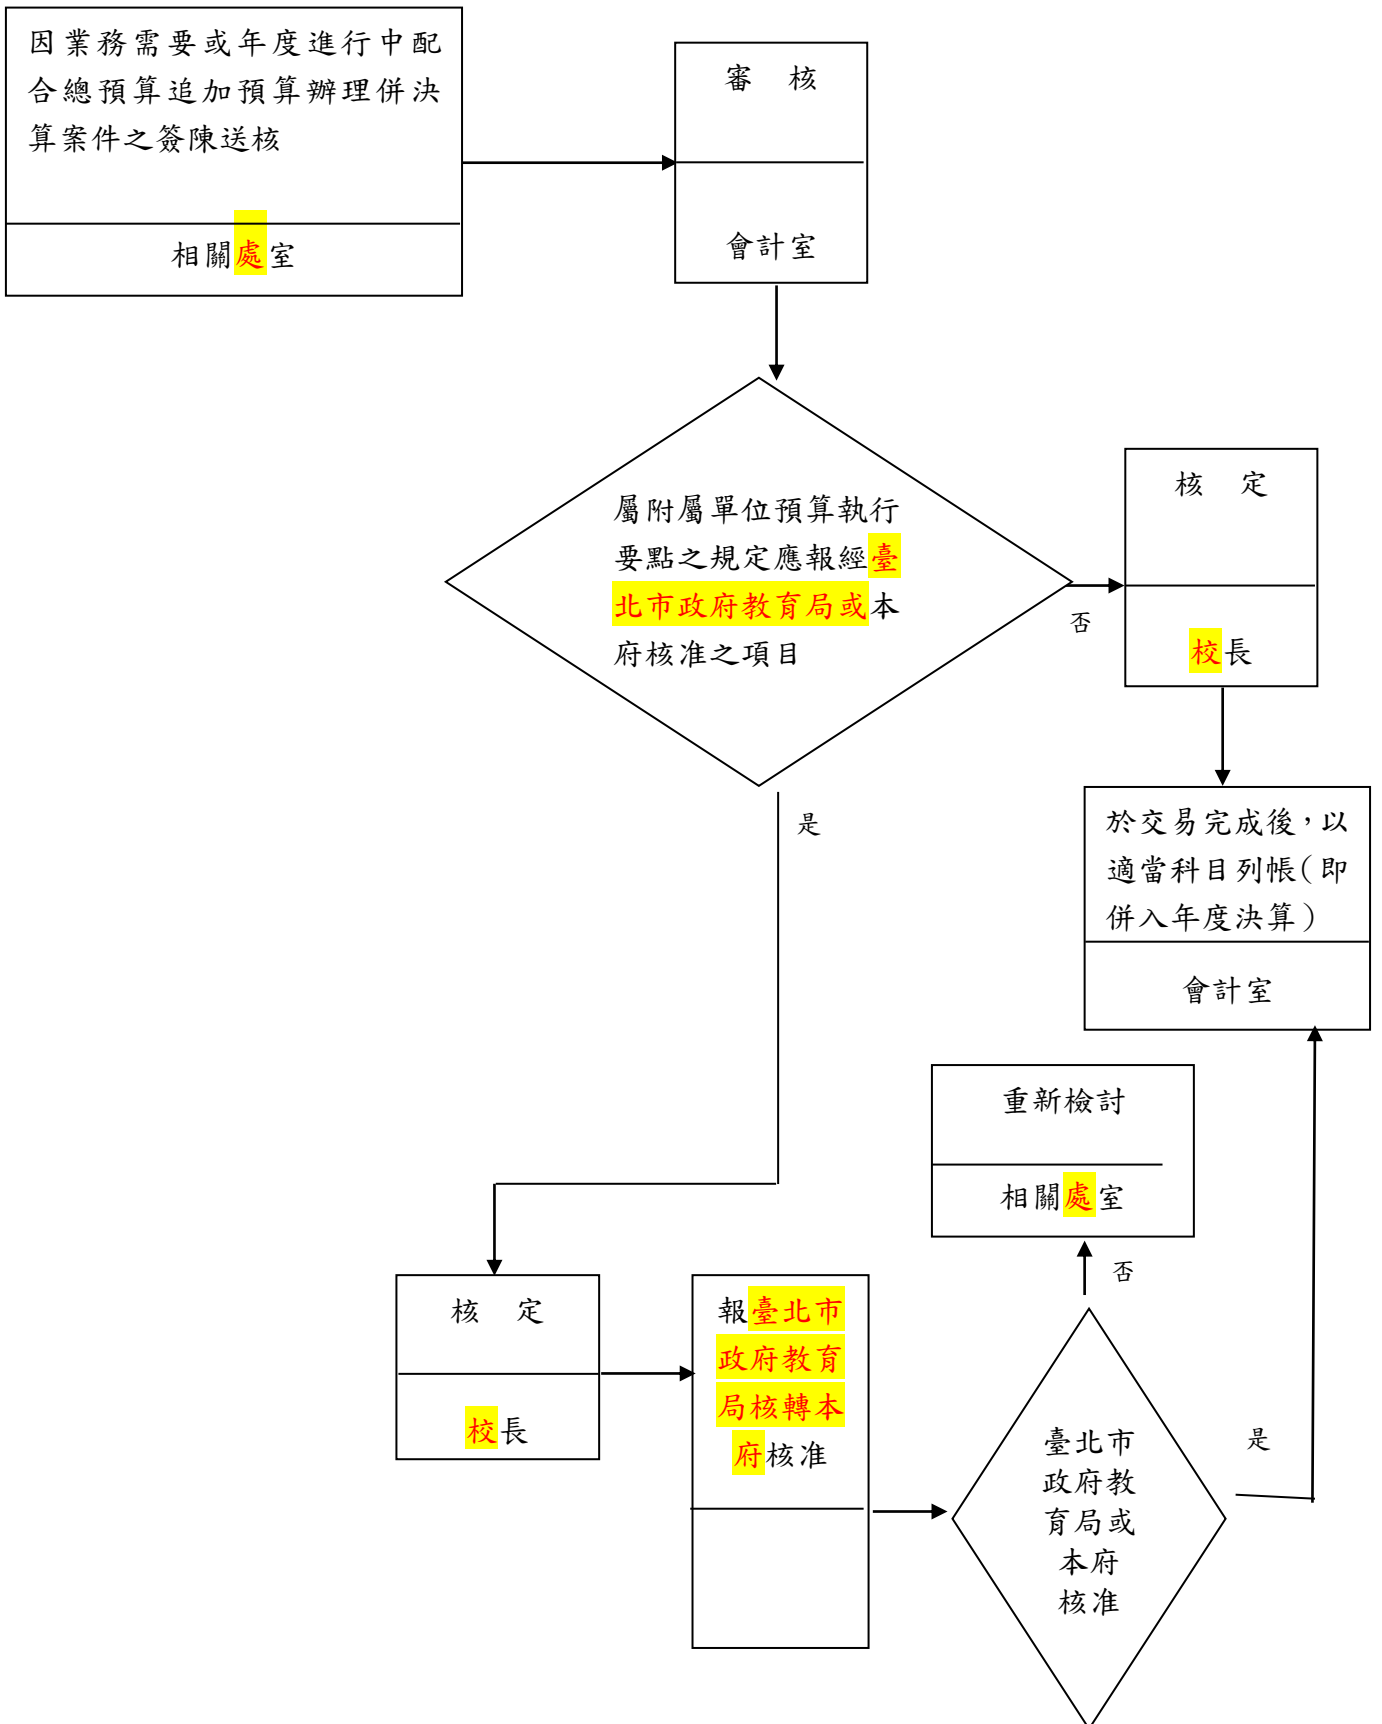 因業務需要或年度進行中配
合總預算追加預算辦理併決
算案件之簽陳送核
相關處室
審　核
會計室
屬附屬單位預算執行
要點之規定應報經臺
北市政府教育局或本
府核准之項目
否
核　定
校長
是
於交易完成後，以
適當科目列帳（即
併入年度決算）
會計室
重新檢討
相關處室
否
核　定
校長
報臺北市
政府教育
局核轉本
府核准
臺北市
政府教
育局或
本府
核准
是